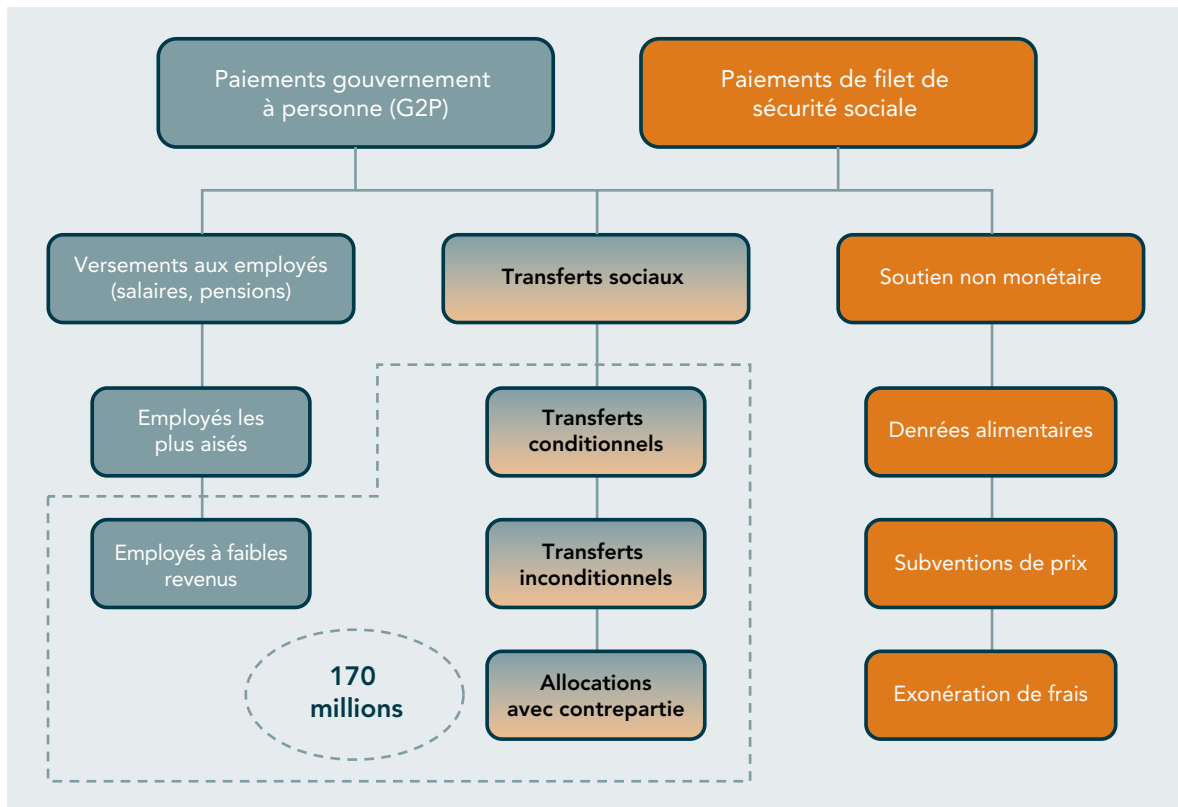 Paiements gouvernement
à personne (G2P)
Paiements de filet de
sécurité sociale
Versements aux employés
(salaires, pensions)
Transferts sociaux
Soutien non monétaire
Employés les
plus aisés
Transferts
conditionnels
Denrées alimentaires
Employés à faibles
revenus
Transferts
inconditionnels
Subventions de prix
170
millions
Allocations
avec contrepartie
Exonération de frais